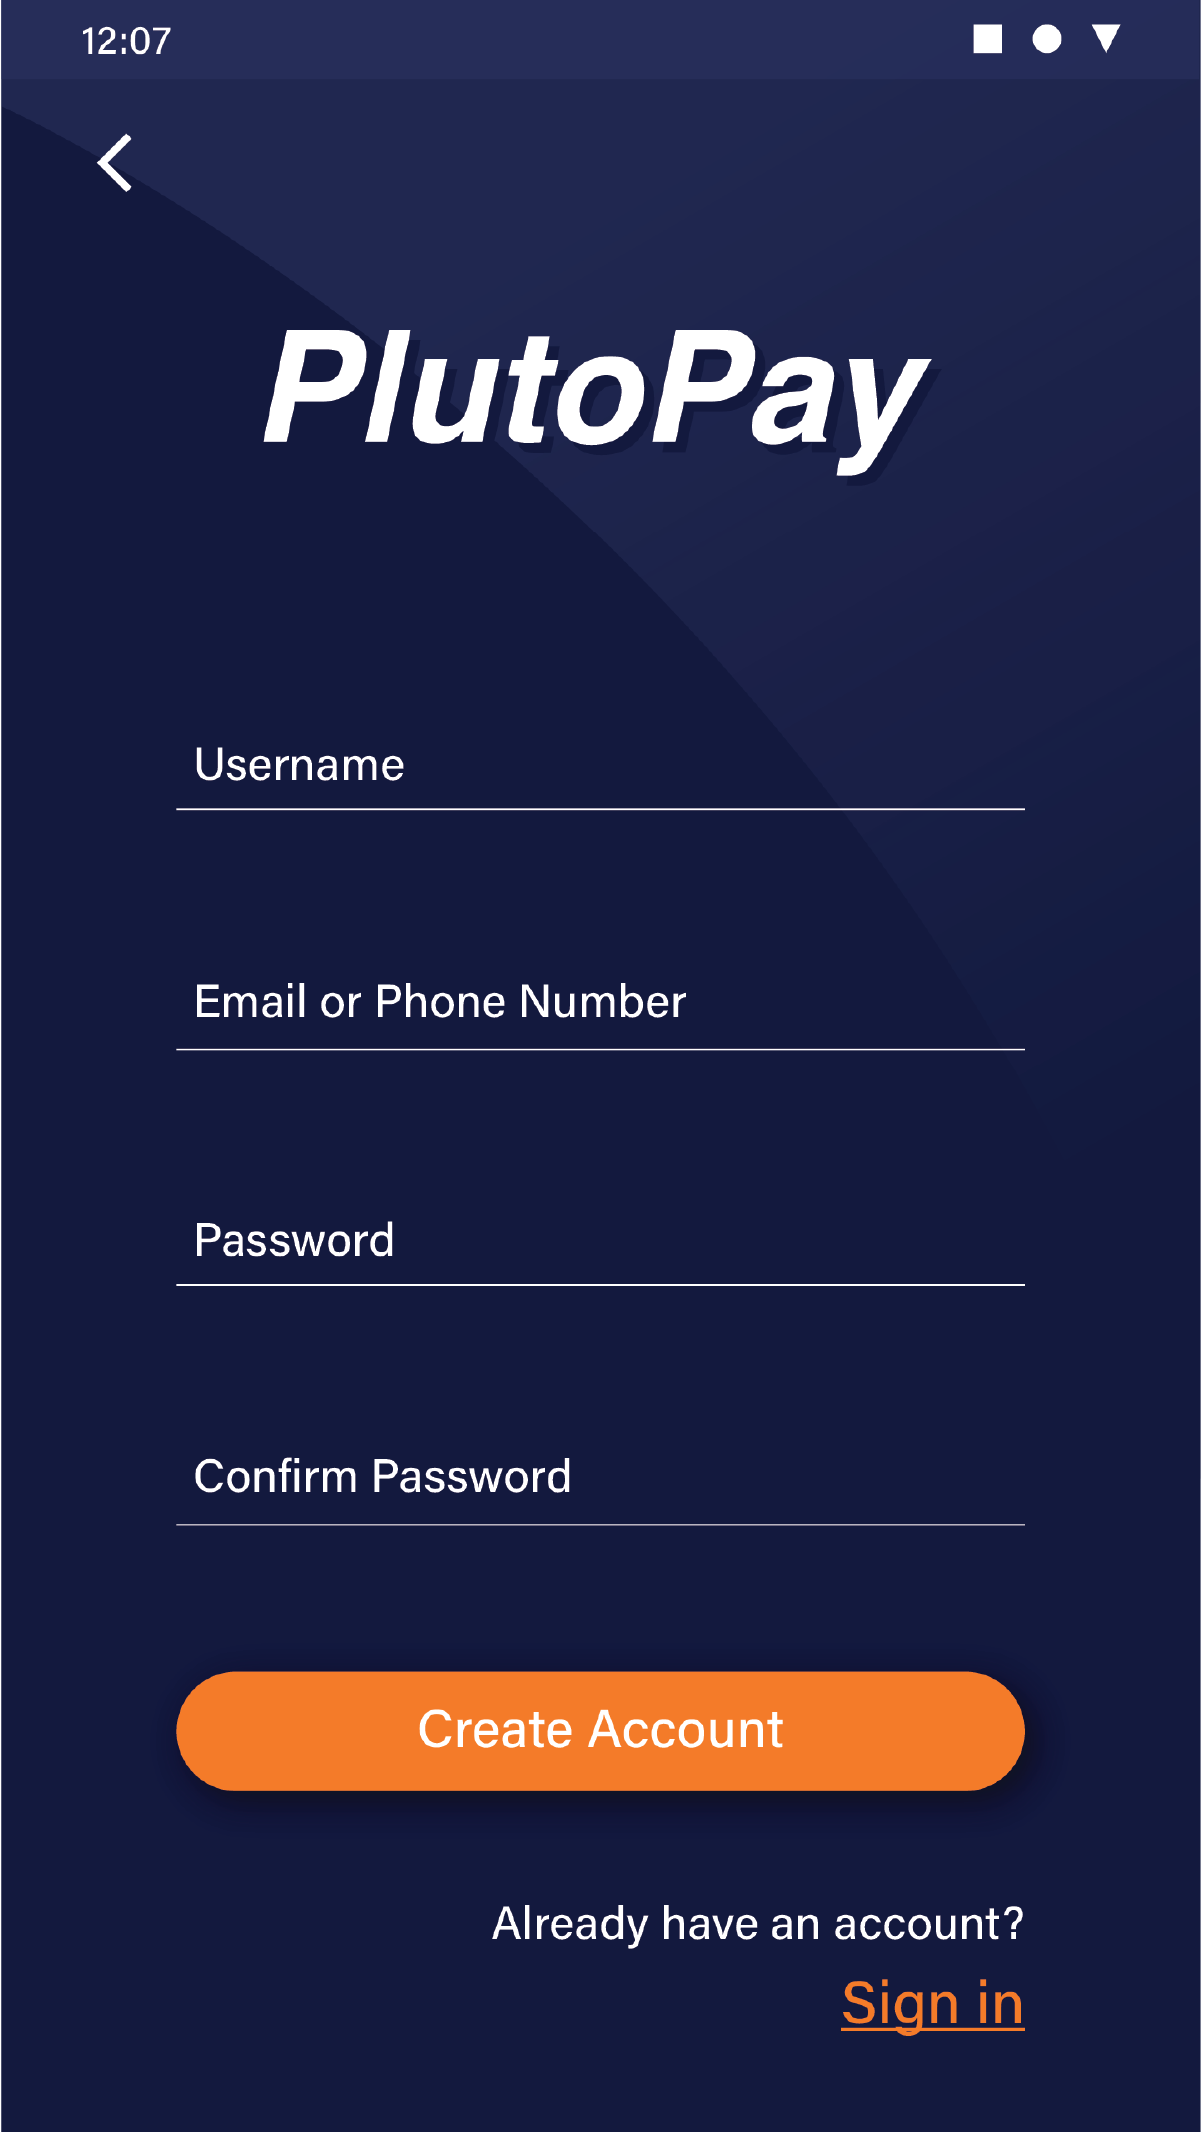 12:07
PlutoPay
Username
Email or Phone Number
Password
Confirm Password
Create Account
Already have an account?
Sign in